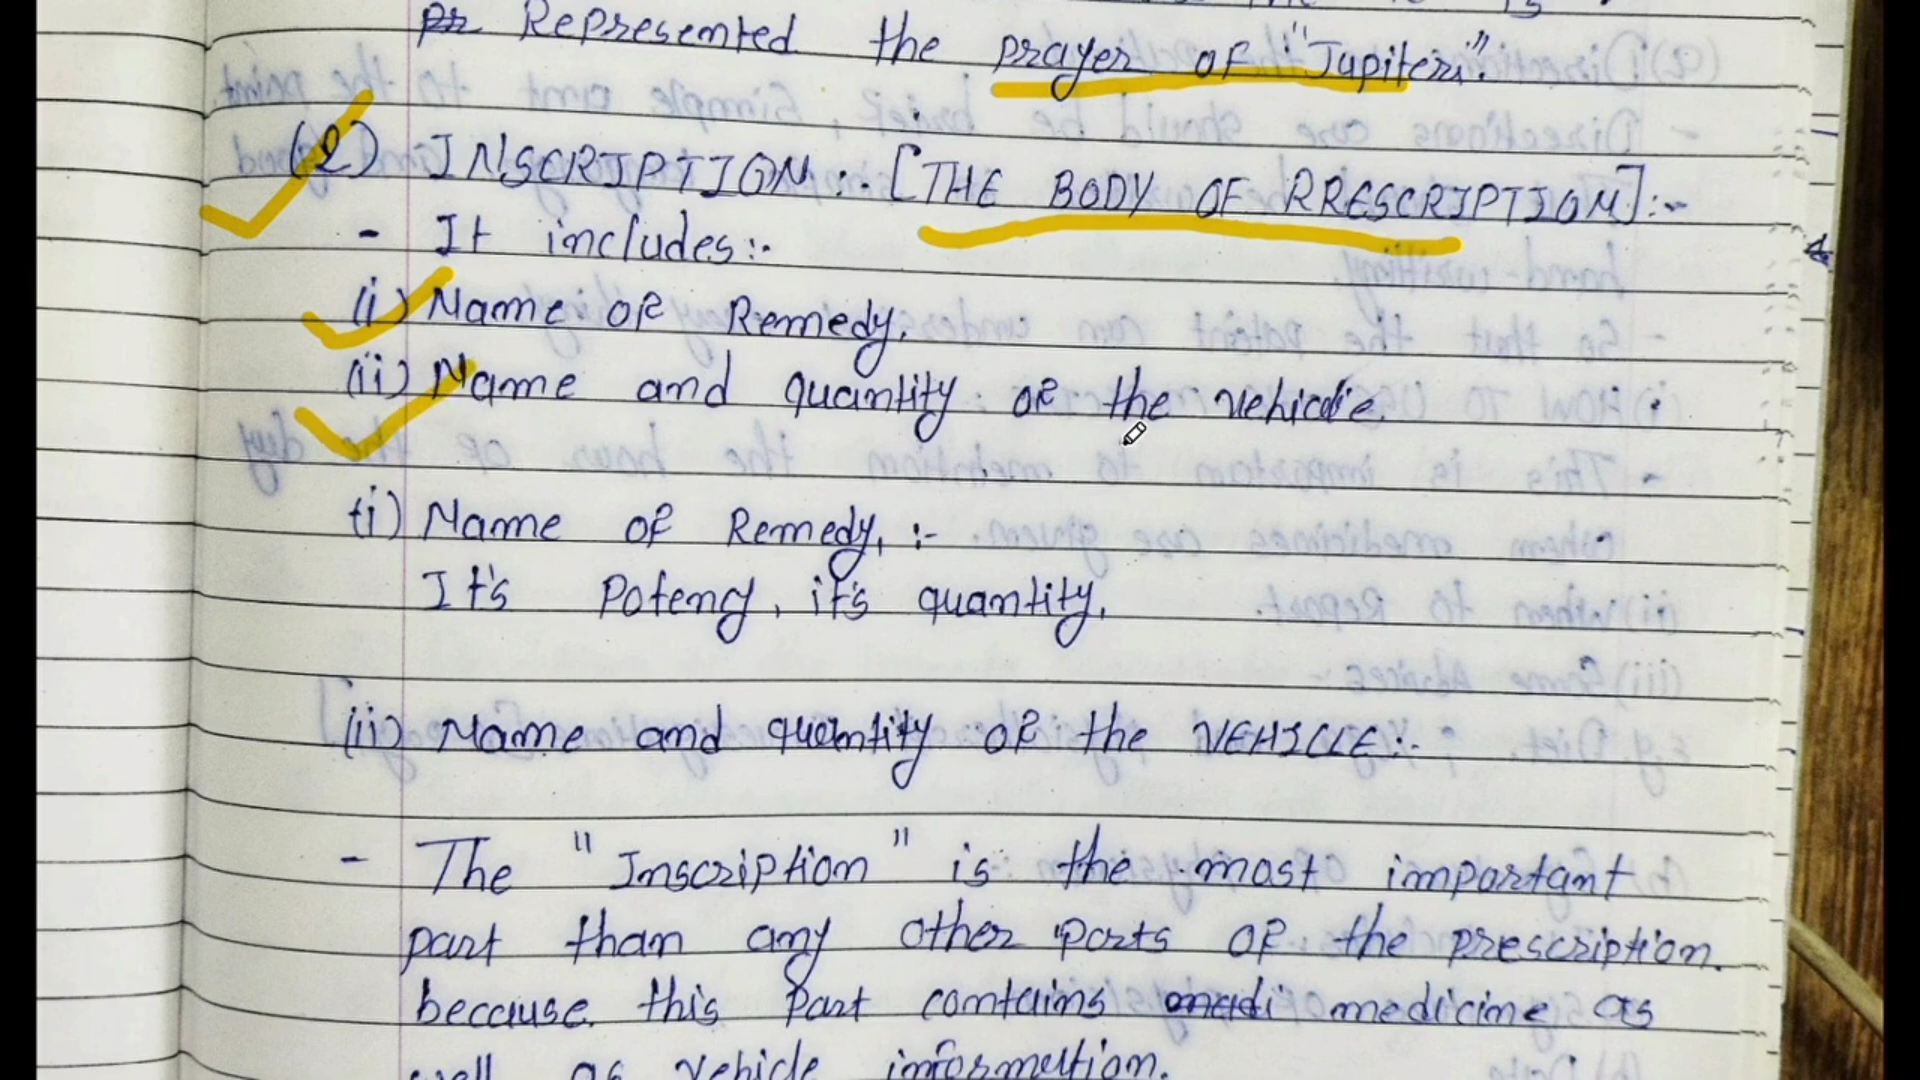 pr Represented the prayer of "Jupiter".
(2) INSCRIPTION:- [THE BODY OF PRESCRIPTION]:-
- It includes:-
(i) Name of Remedy.
(ii) Name and quantity of the vehicle.
(i) Name of Remedy, :-
It's Potency, it's quantity.
(ii) Name and quantity of the VEHICLE:-
- The "Inscription" is the most important
part than any other parts of the prescription.
because this part contains medi medicine as
well as vehicle information.